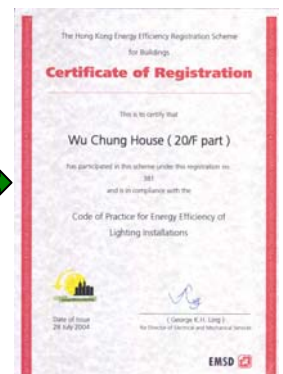 The Hong Kong Energy Efficiency Registration Scheme
for Buildings
Certificate of Registration
This is to certify that
Wu Chung House ( 20/F part )
has participated in this scheme under this registration no.
381
and is in compliance with the
Code of Practice for Energy Efficiency of
Lighting Installations
Date of Issue
28 July 2004
( George K.H. Ling )
for Director of Electrical and Mechanical Services
EMSD